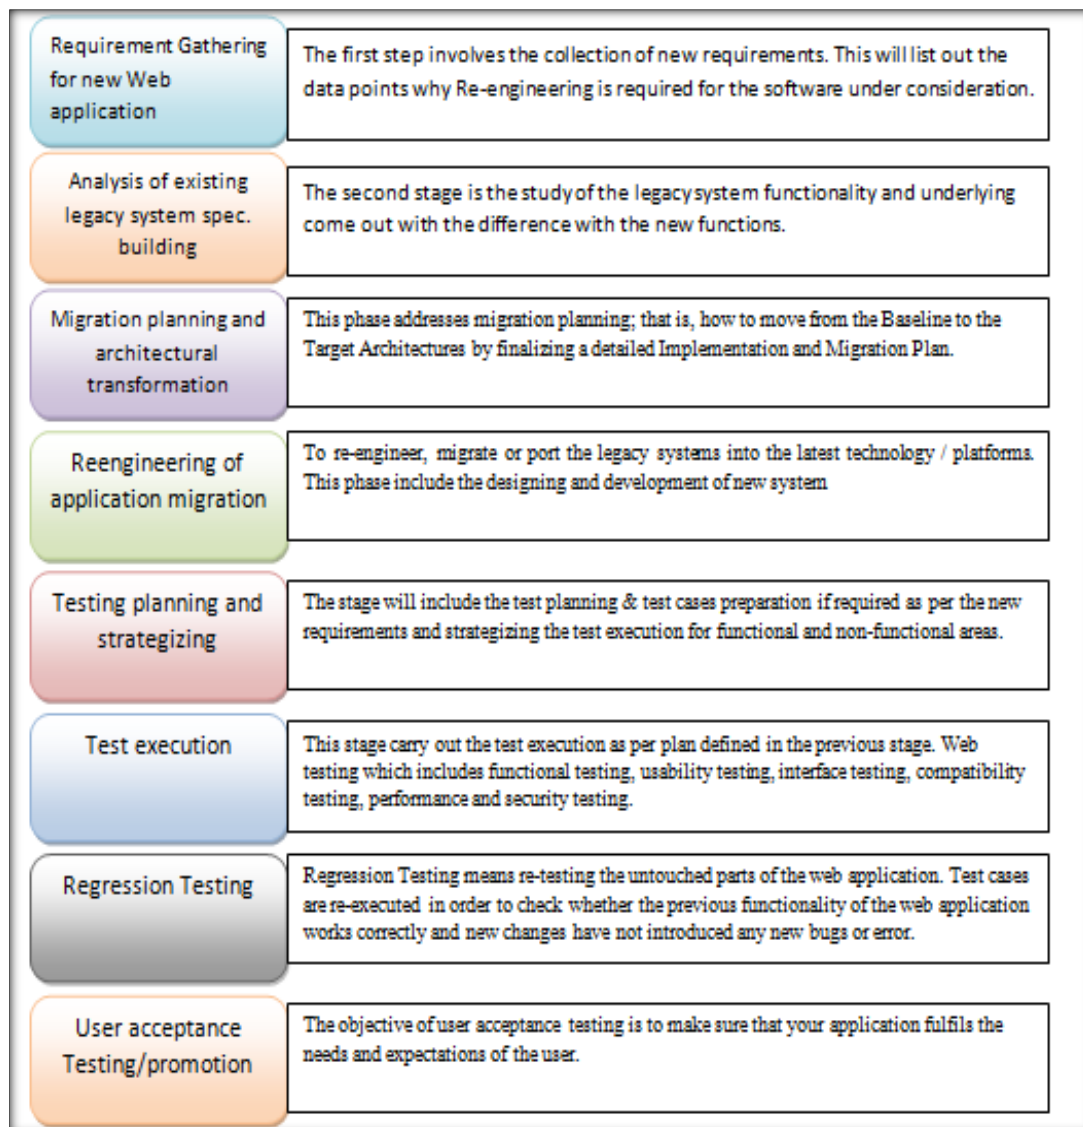 Requirement Gathering
for new Web
application
The first step involves the collection of new requirements. This will list out the
data points why Re-engineering is required for the software under consideration.
Analysis of existing
legacy system spec.
building
The second stage is the study of the legacy system functionality and underlying
come out with the difference with the new functions.
Migration planning and
architectural
transformation
This phase addresses migration planning; that is, how to move from the Baseline to the
Target Architectures by finalizing a detailed Implementation and Migration Plan.
Reengineering of
application migration
To re-engineer, migrate or port the legacy systems into the latest technology / platforms.
This phase include the designing and development of new system
Testing planning and
strategizing
The stage will include the test planning & test cases preparation if required as per the new
requirements and strategizing the test execution for functional and non-functional areas.
Test execution
This stage carry out the test execution as per plan defined in the previous stage. Web
testing which includes functional testing, usability testing, interface testing, compatibility
testing, performance and security testing.
Regression Testing
Regression Testing means re-testing the untouched parts of the web application. Test cases
are re-executed in order to check whether the previous functionality of the web application
works correctly and new changes have not introduced any new bugs or error.
User acceptance
Testing/promotion
The objective of user acceptance testing is to make sure that your application fulfils the
needs and expectations of the user.